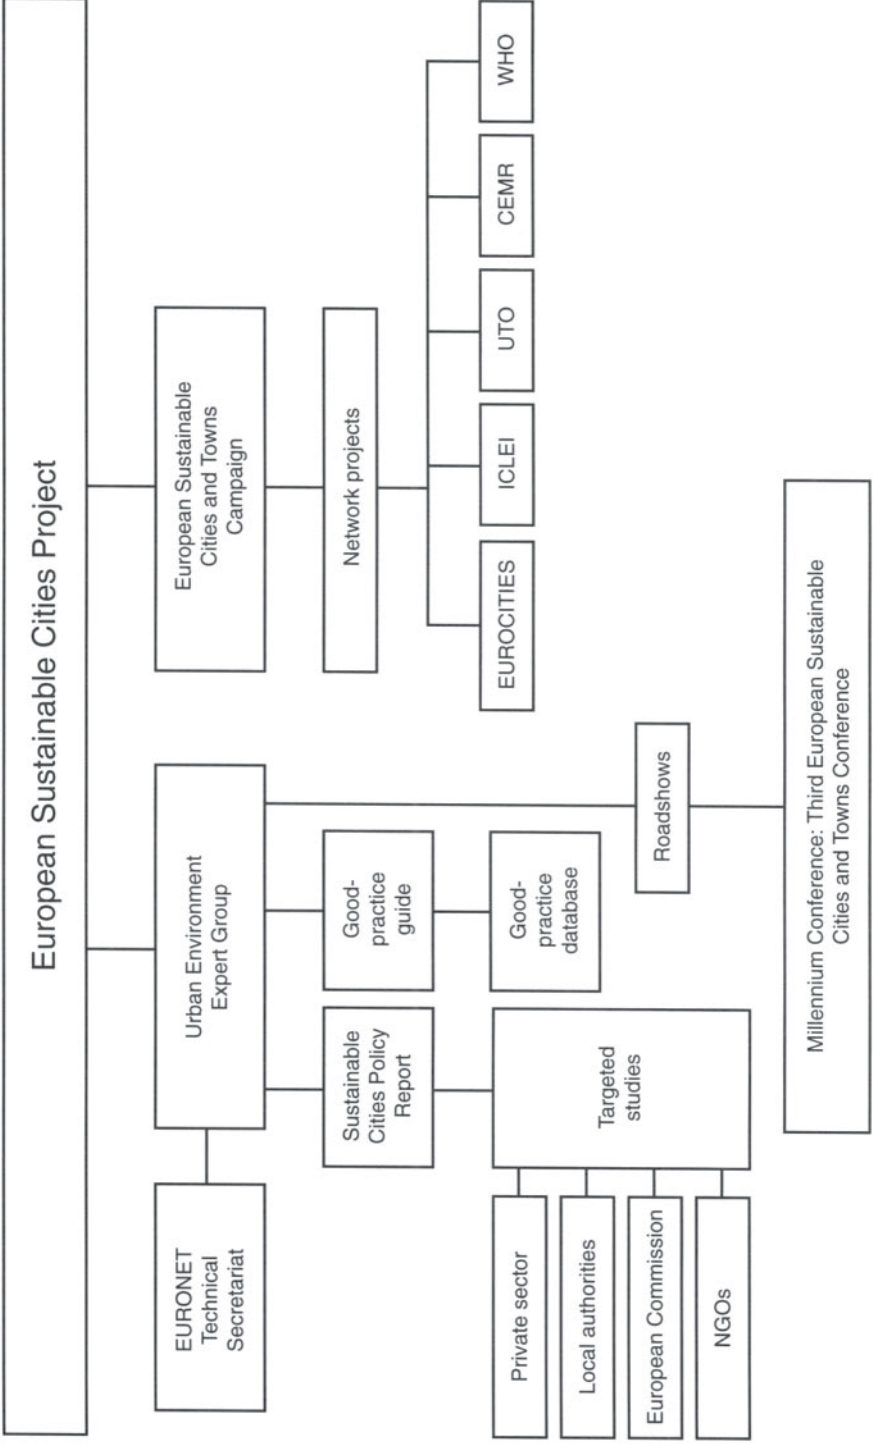 European Sustainable Cities Project
EURONET
Technical
Secretariat
Urban Environment
Expert Group
European Sustainable
Cities and Towns
Campaign
Sustainable
Cities Policy
Report
Good-
practice
guide
Network projects
Private sector
Local authorities
European Commission
NGOs
Targeted
studies
Good-
practice
database
EUROCITIES
ICLEI
UTO
CEMR
WHO
Roadshows
Millennium Conference: Third European Sustainable
Cities and Towns Conference